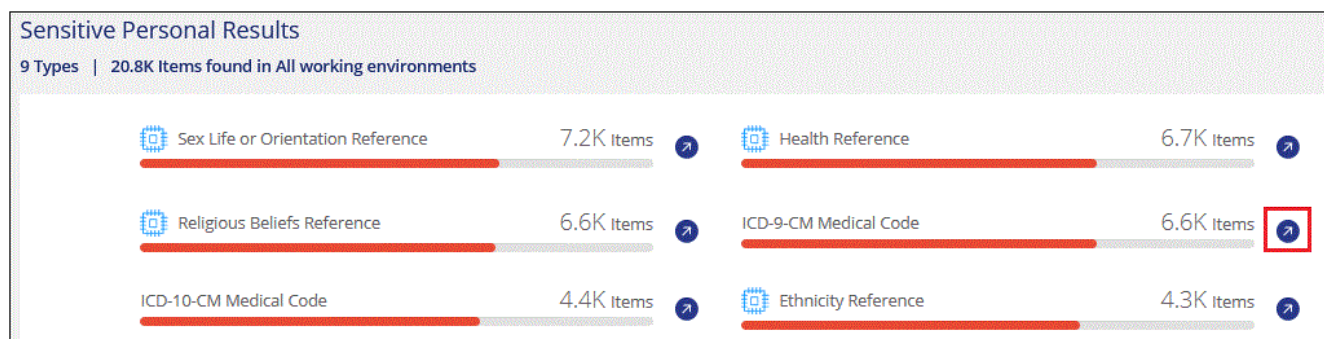 Sensitive Personal Results
9 Types | 20.8K Items found in All working environments
Sex Life or Orientation Reference 7.2K Items
Health Reference 6.7K Items
Religious Beliefs Reference 6.6K Items
ICD-9-CM Medical Code 6.6K Items
ICD-10-CM Medical Code 4.4K Items
Ethnicity Reference 4.3K Items